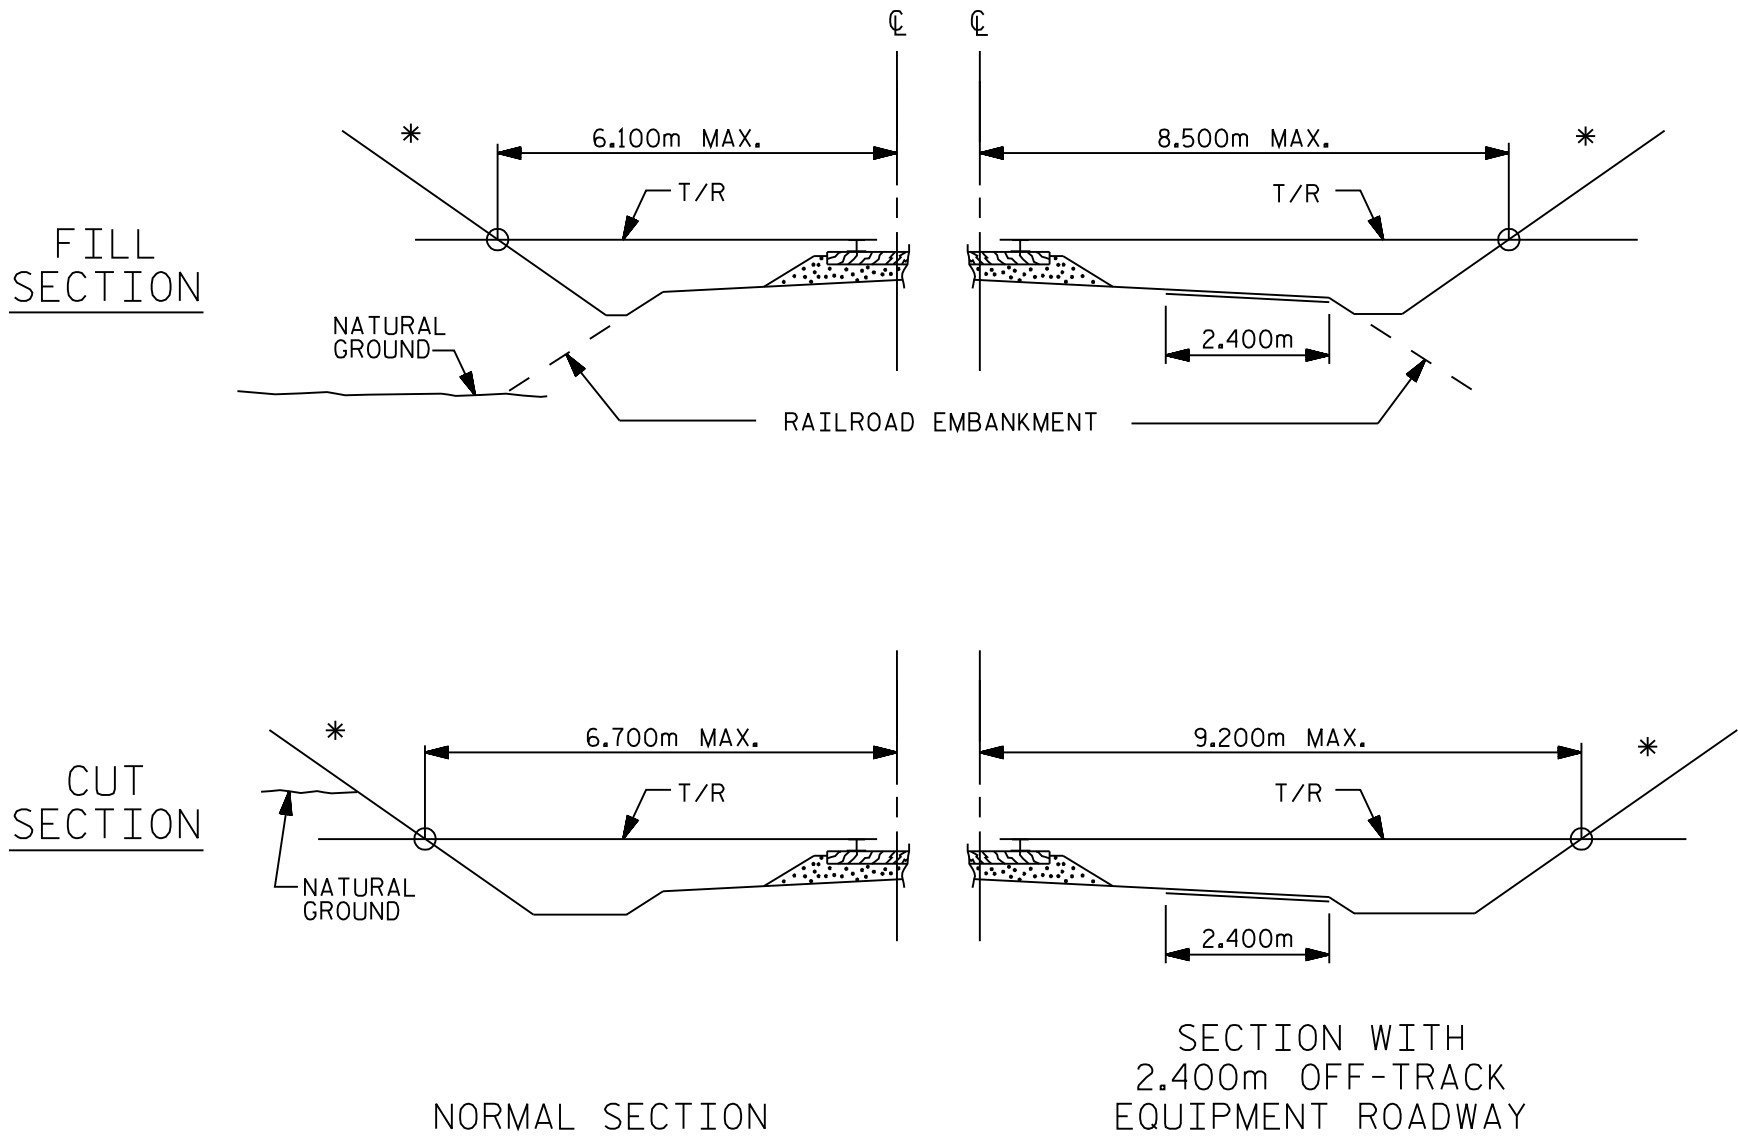 ℄ ℄
* 6.100m MAX. 8.500m MAX. *
T/R T/R
FILL
SECTION
NATURAL
GROUND
2.400m
RAILROAD EMBANKMENT
* 6.700m MAX. 9.200m MAX. *
CUT
SECTION
T/R T/R
NATURAL
GROUND
2.400m
SECTION WITH
2.400m OFF-TRACK
EQUIPMENT ROADWAY
NORMAL SECTION